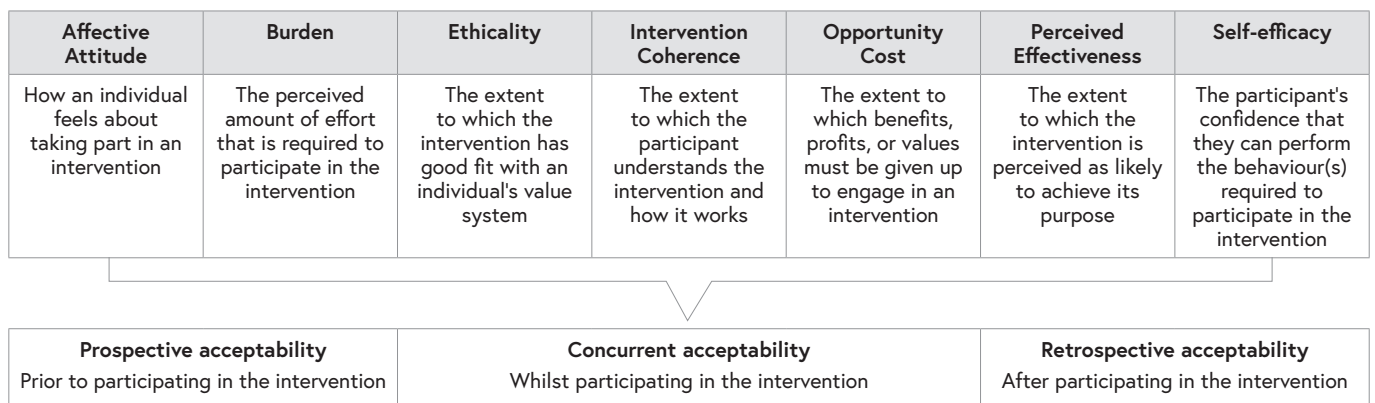 Affective
Attitude
Burden
Ethicality
Intervention
Coherence
Opportunity
Cost
Perceived
Effectiveness
Self-efficacy
How an individual
feels about
taking part in an
intervention
The perceived
amount of effort
that is required to
participate in the
intervention
The extent
to which the
intervention has
good fit with an
individual's value
system
The extent
to which the
participant
understands the
intervention and
how it works
The extent to
which benefits,
profits, or values
must be given up
to engage in an
intervention
The extent
to which the
intervention is
perceived as likely
to achieve its
purpose
The participant's
confidence that
they can perform
the behaviour(s)
required to
participate in the
intervention
Prospective acceptability
Prior to participating in the intervention
Concurrent acceptability
Whilst participating in the intervention
Retrospective acceptability
After participating in the intervention